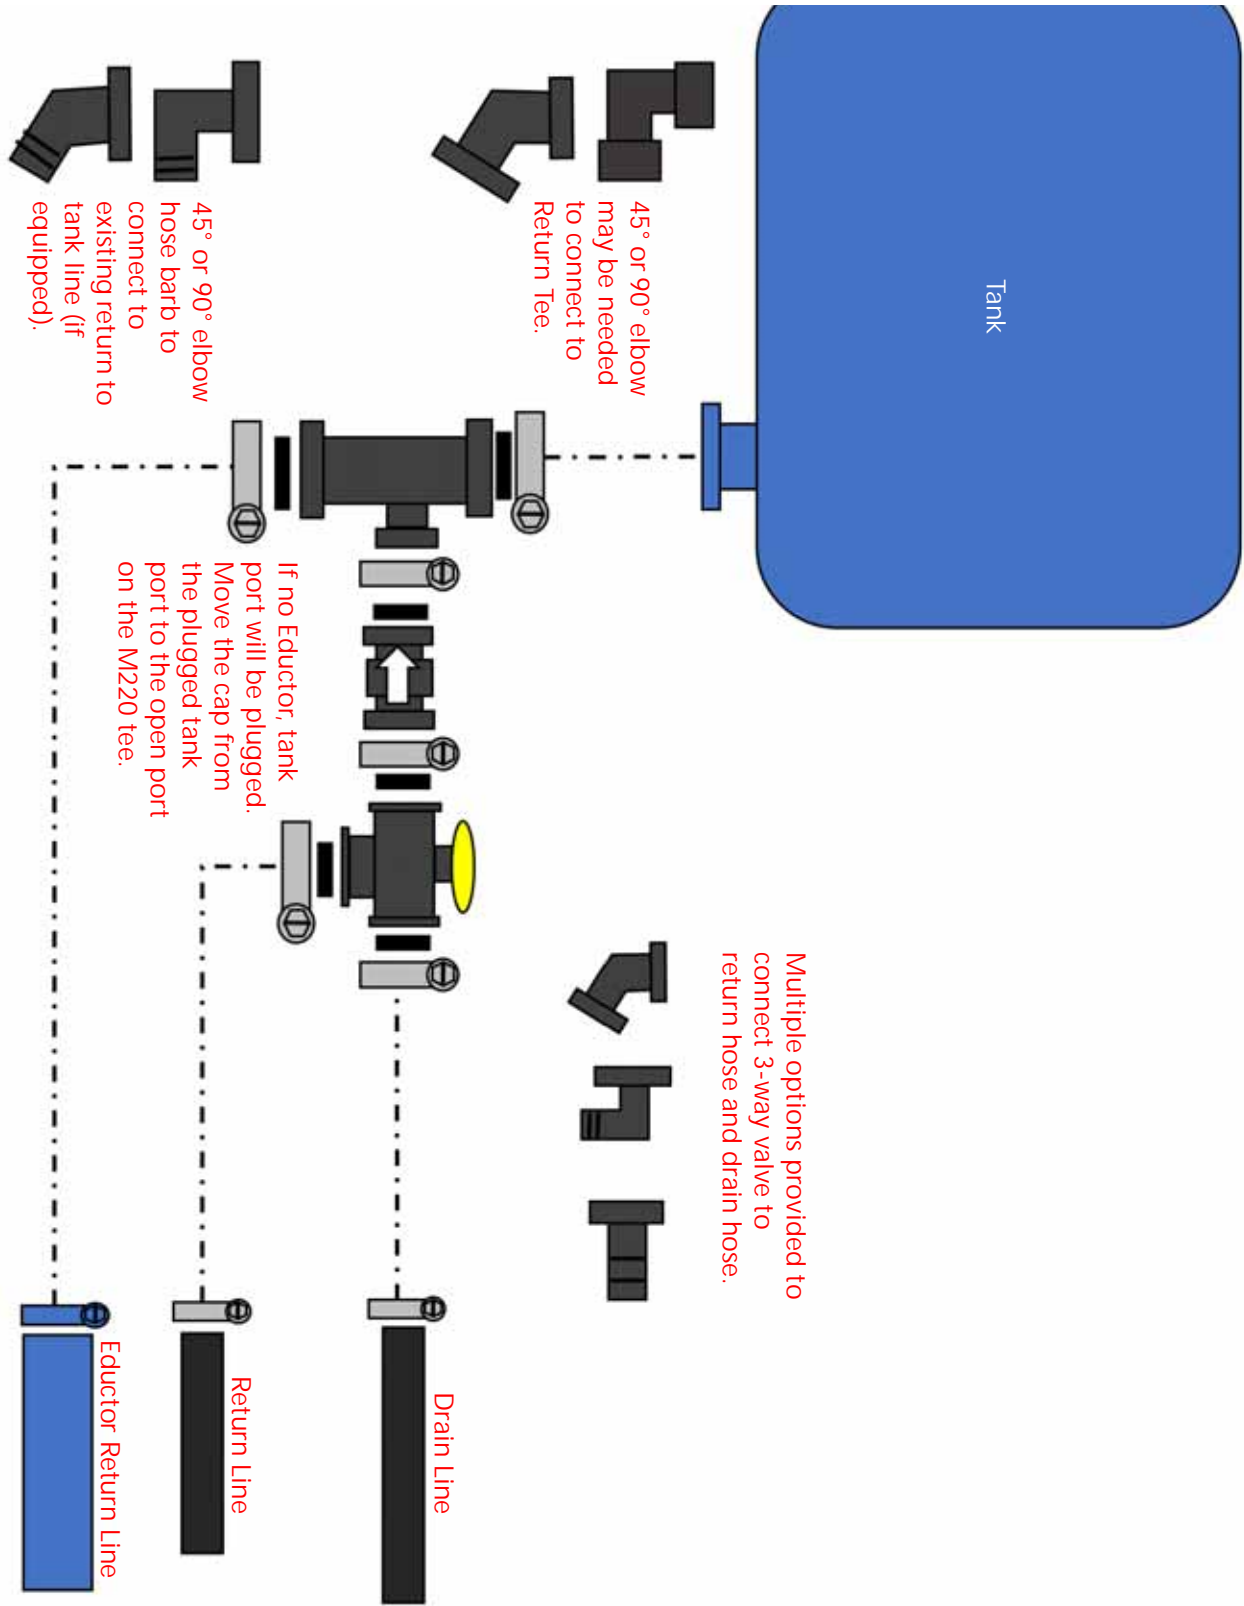 Tank
45° or 90° elbow
may be needed
to connect to
Return Tee.
45° or 90° elbow
hose barb to
connect to
existing return to
tank line (if
equipped).
If no Eductor, tank
port will be plugged.
Move the cap from
the plugged tank
port to the open port
on the M220 tee.
Multiple options provided to
connect 3-way valve to
return hose and drain hose.
Drain Line
Return Line
Eductor Return Line